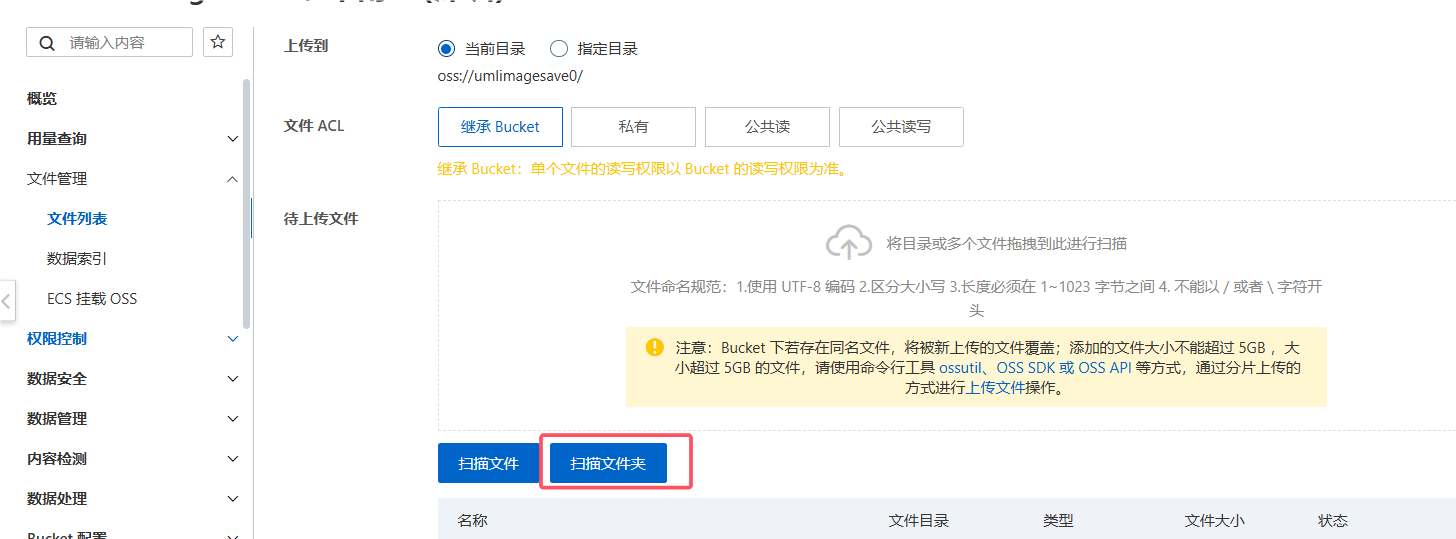 请输入内容
概览
用量查询
文件管理
文件列表
数据索引
ECS 挂载 OSS
权限控制
数据安全
数据管理
内容检测
数据处理
Bucket 配置
上传到
当前目录
指定目录
oss://umlimagesave0/
文件 ACL
继承 Bucket
私有
公共读
公共读写
继承 Bucket：单个文件的读写权限以 Bucket 的读写权限为准。
待上传文件
将目录或多个文件拖拽到此进行扫描
文件命名规范：1.使用 UTF-8 编码 2.区分大小写 3.长度必须在 1~1023 字节之间 4. 不能以 / 或者 \ 字符开
头
注意：Bucket 下若存在同名文件，将被新上传的文件覆盖；添加的文件大小不能超过 5GB ，大
小超过 5GB 的文件，请使用命令行工具 ossutil、OSS SDK 或 OSS API 等方式，通过分片上传的
方式进行上传文件操作。
扫描文件
扫描文件夹
名称
文件目录
类型
文件大小
状态